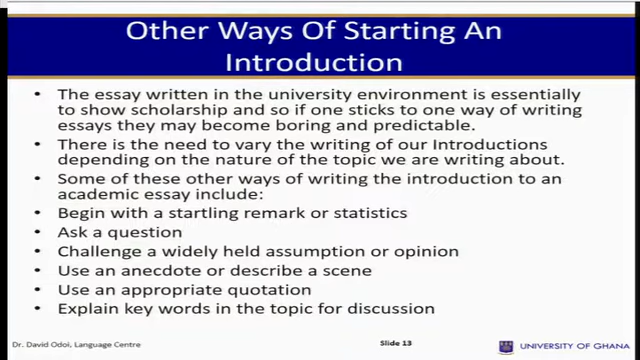 Other Ways Of Starting An
Introduction
• The essay written in the university environment is essentially
to show scholarship and so if one sticks to one way of writing
essays they may become boring and predictable.
• There is the need to vary the writing of our Introductions
depending on the nature of the topic we are writing about.
• Some of these other ways of writing the introduction to an
academic essay include:
• Begin with a startling remark or statistics
• Ask a question
• Challenge a widely held assumption or opinion
• Use an anecdote or describe a scene
• Use an appropriate quotation
• Explain key words in the topic for discussion
Dr. David Odoi, Language Centre
Slide 13
UNIVERSITY OF GHANA